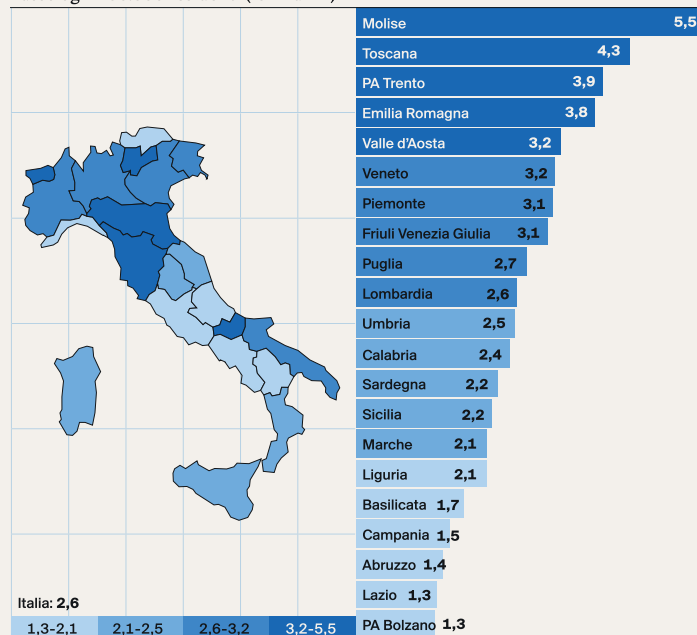 Molise 5,5
Toscana 4,3
PA Trento 3,9
Emilia Romagna 3,8
Valle d'Aosta 3,2
Veneto 3,2
Piemonte 3,1
Friuli Venezia Giulia 3,1
Puglia 2,7
Lombardia 2,6
Umbria 2,5
Calabria 2,4
Sardegna 2,2
Sicilia 2,2
Marche 2,1
Liguria 2,1
Basilicata 1,7
Campania 1,5
Abruzzo 1,4
Lazio 1,3
PA Bolzano 1,3
Italia: 2,6
1,3-2,1 2,1-2,5 2,6-3,2 3,2-5,5